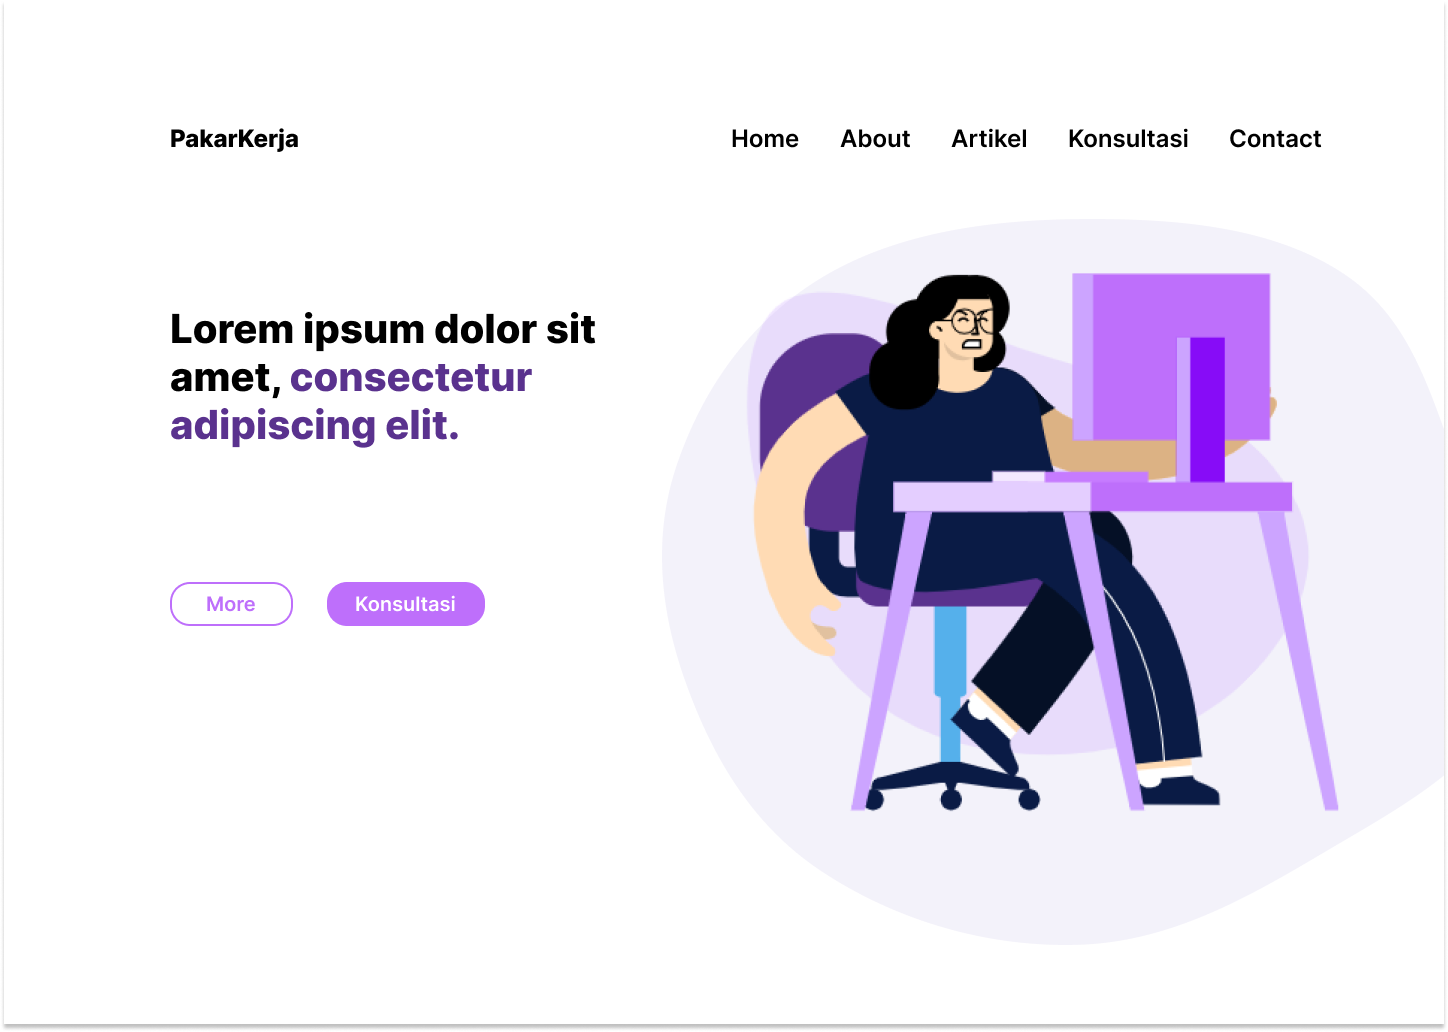 PakarKerja
Home About Artikel Konsultasi Contact
Lorem ipsum dolor sit
amet, consectetur
adipiscing elit.
More Konsultasi